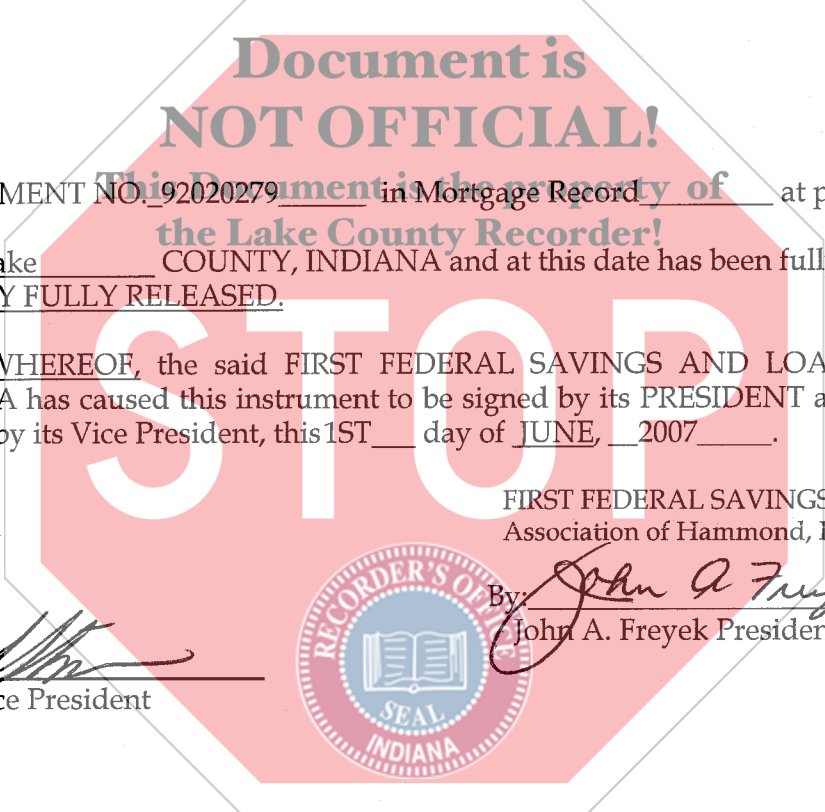 Document is
NOT OFFICIAL!
This Document is the property of
the Lake County Recorder!
MENT NO. 92020279 in Mortgage Record at p
ake COUNTY, INDIANA and at this date has been full
Y FULLY RELEASED.
WHEREOF, the said FIRST FEDERAL SAVINGS AND LOA
A has caused this instrument to be signed by its PRESIDENT a
by its Vice President, this 1ST day of JUNE, 2007.
STOP
FIRST FEDERAL SAVINGS
Association of Hammond, I
By: John A Frey
John A. Freyek Presiden
ce President
RECORDER'S OFFICE
SEAL
INDIANA